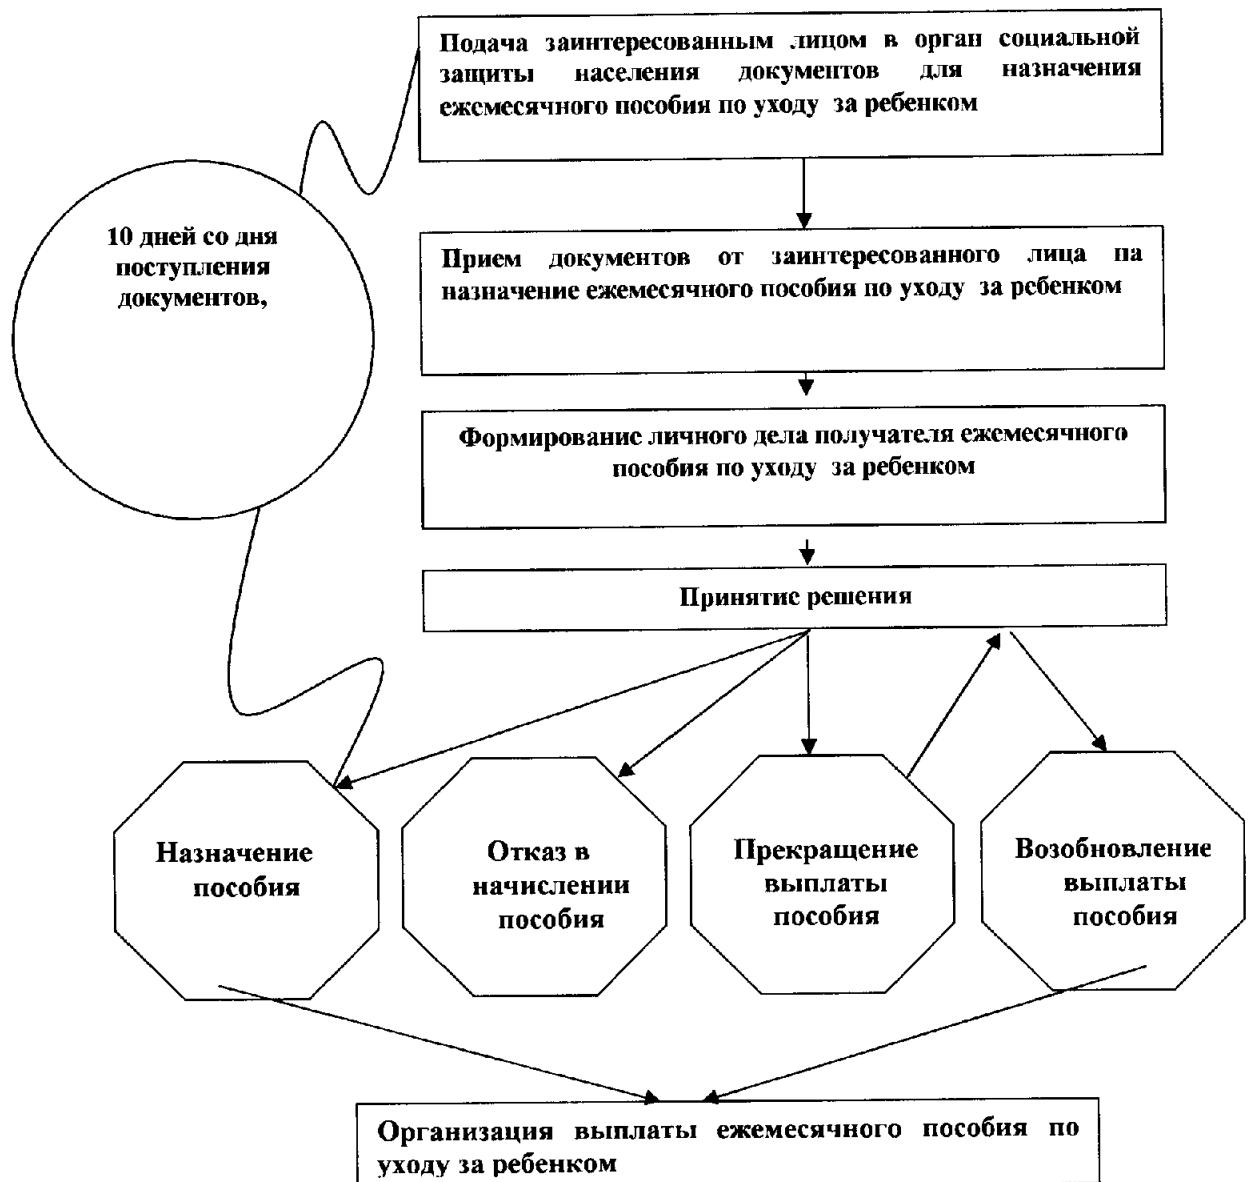 Подача заинтересованным лицом в орган социальной
защиты населения документов для назначения
ежемесячного пособия по уходу за ребенком
10 дней со дня
поступления
документов,
Прием документов от заинтересованного лица на
назначение ежемесячного пособия по уходу за ребенком
Формирование личного дела получателя ежемесячного
пособия по уходу за ребенком
Принятие решения
Назначение
пособия
Отказ в
начислении
пособия
Прекращение
выплаты
пособия
Возобновление
выплаты
пособия
Организация выплаты ежемесячного пособия по
уходу за ребенком